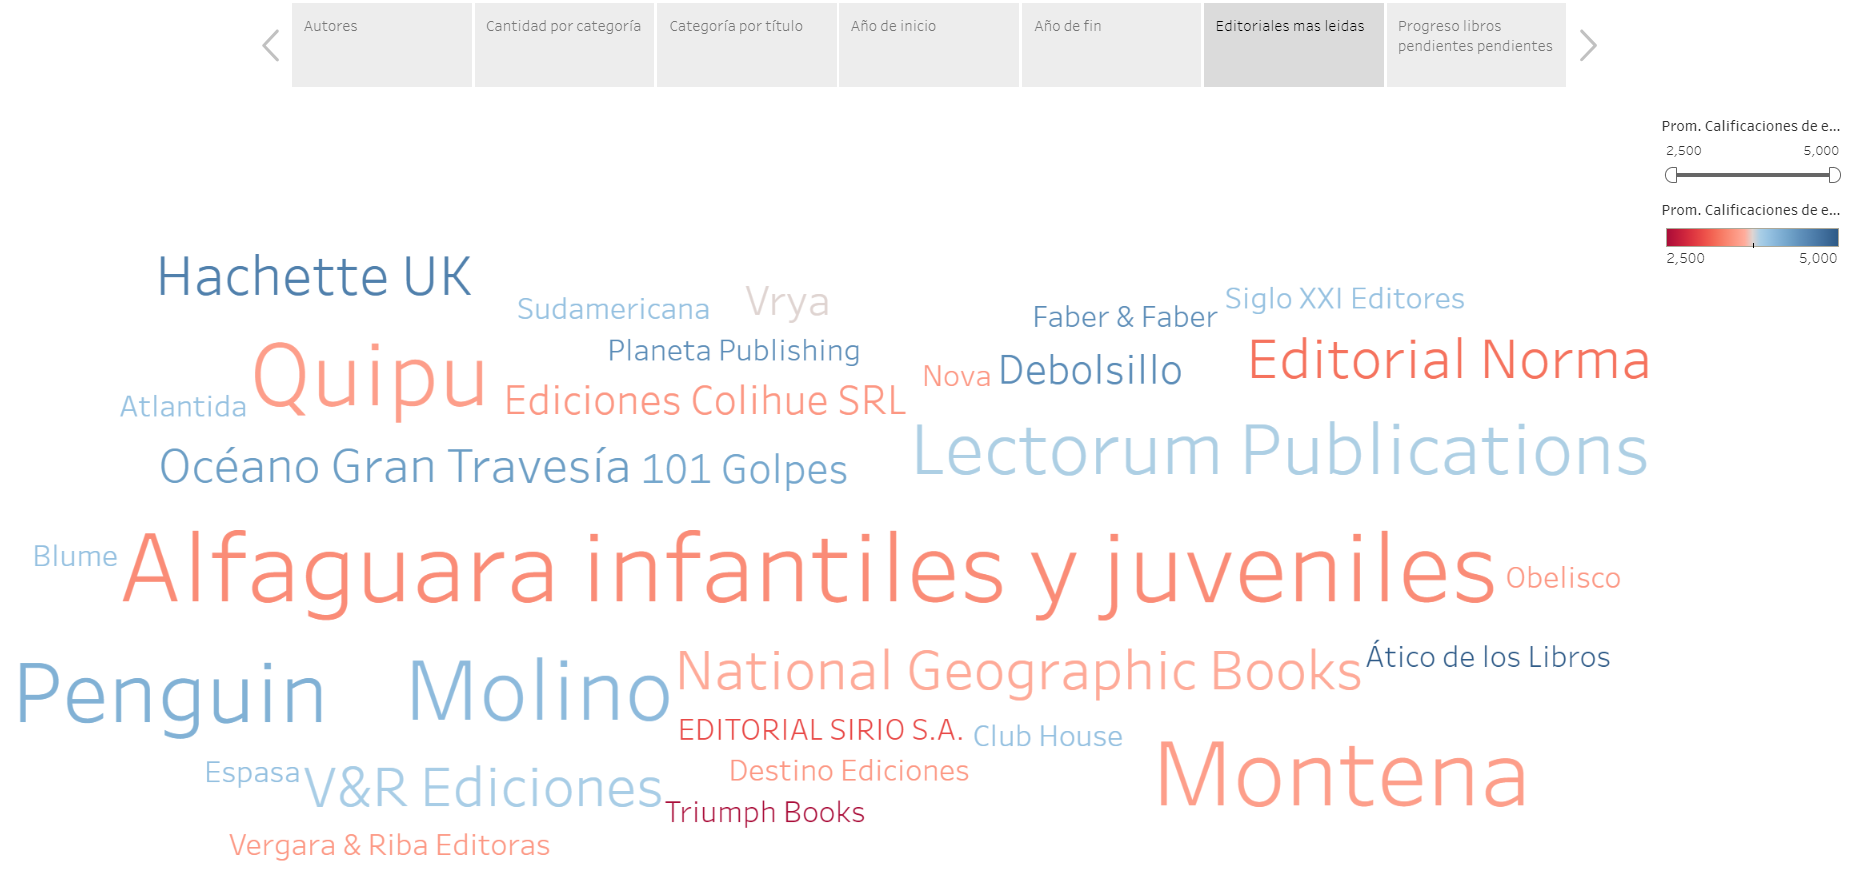 Autores
Cantidad por categoría
Categoría por título
Año de inicio
Año de fin
Editoriales mas leidas
Progreso libros
pendientes pendientes
Prom. Calificaciones de e...
2,500 5,000
Prom. Calificaciones de e...
2,500 5,000
Hachette UK
Sudamericana
Vrya
Faber & Faber
Siglo XXI Editores
Planeta Publishing
Quipu
Nova
Debolsillo
Editorial Norma
Atlantida
Ediciones Colihue SRL
Océano Gran Travesía
101 Golpes
Lectorum Publications
Blume
Alfaguara infantiles y juveniles
Obelisco
Penguin
Molino
National Geographic Books
Ático de los Libros
EDITORIAL SIRIO S.A.
Club House
Espasa
V&R Ediciones
Destino Ediciones
Montena
Triumph Books
Vergara & Riba Editoras